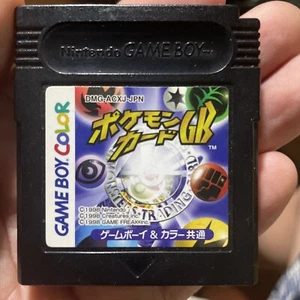 Nintendo GAME BOY
DMG-ACXJ-JPN
ポケモン
カードGB
TM
GAME BOY COLOR
©1998 Nintendo
©1998 Creatures inc.
©1998 GAME FREAK inc.
ゲームボーイ & カラー共通